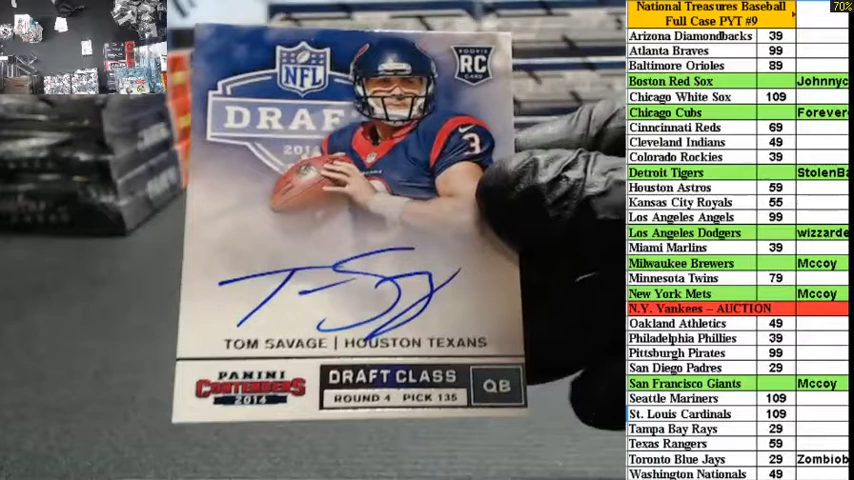 NFL
DRAFT
2014
ROOKIE
RC
CARD
3
TOM SAVAGE | HOUSTON TEXANS
PANINI
CONTENDERS
2014
DRAFT CLASS
ROUND 4 PICK 135
QB
70%
National Treasures Baseball
Full Case PYT #9
Arizona Diamondbacks 39
Atlanta Braves 99
Baltimore Orioles 89
Boston Red Sox Johnnyc
Chicago White Sox 109
Chicago Cubs Forever
Cinncinnati Reds 69
Cleveland Indians 49
Colorado Rockies 39
Detroit Tigers StolenBa
Houston Astros 59
Kansas City Royals 55
Los Angeles Angels 99
Los Angeles Dodgers wizzarde
Miami Marlins 39
Milwaukee Brewers Mccoy
Minnesota Twins 79
New York Mets Mccoy
N.Y. Yankees – AUCTION
Oakland Athletics 49
Philadelphia Phillies 39
Pittsburgh Pirates 99
San Diego Padres 29
San Francisco Giants Mccoy
Seattle Mariners 109
St. Louis Cardinals 109
Tampa Bay Rays 29
Texas Rangers 59
Toronto Blue Jays 29 Zombiob
Washington Nationals 49